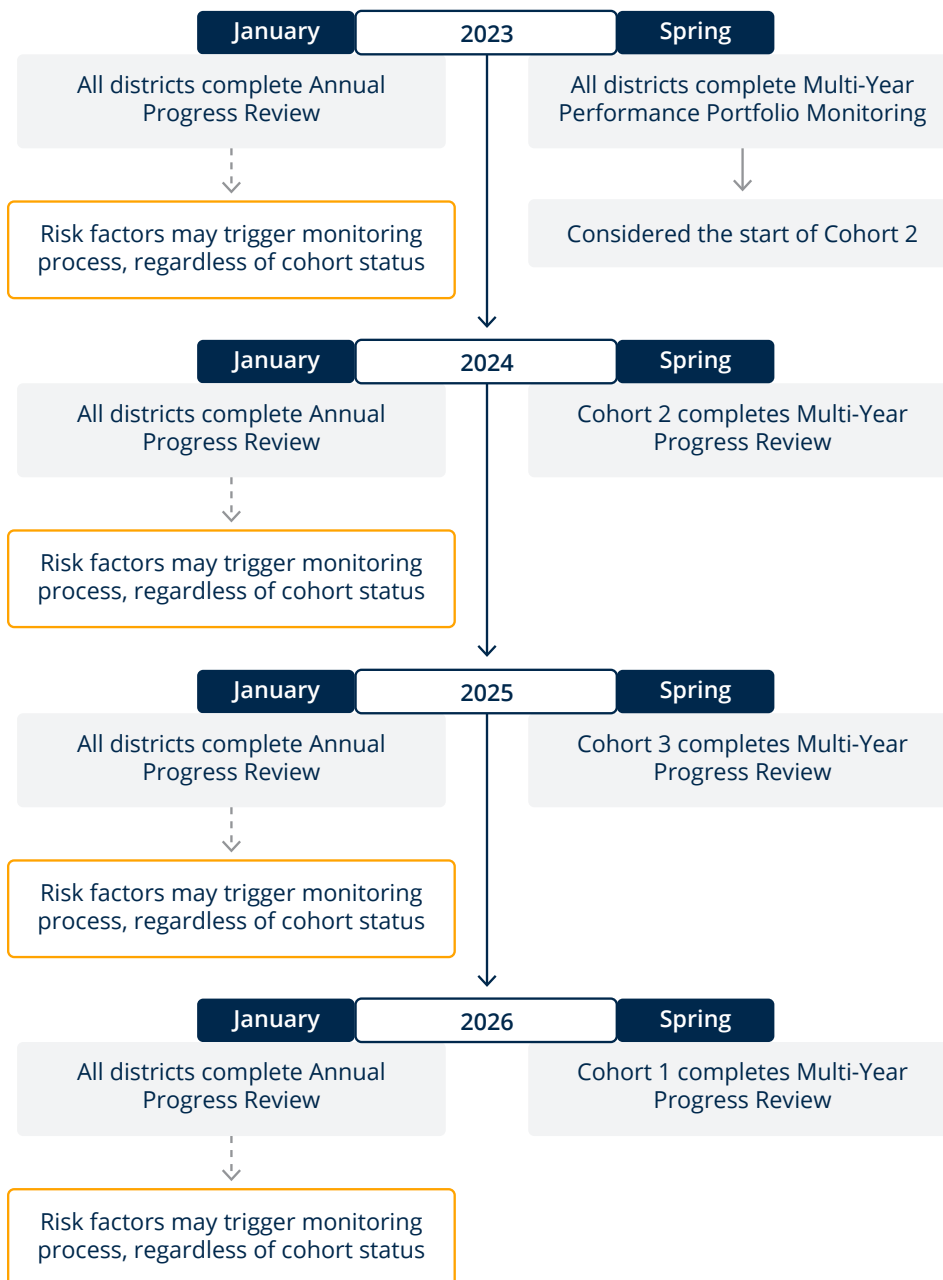 January 2023 Spring
All districts complete Annual
Progress Review
All districts complete Multi-Year
Performance Portfolio Monitoring
Risk factors may trigger monitoring
process, regardless of cohort status
Considered the start of Cohort 2
January 2024 Spring
All districts complete Annual
Progress Review
Cohort 2 completes Multi-Year
Progress Review
Risk factors may trigger monitoring
process, regardless of cohort status
January 2025 Spring
All districts complete Annual
Progress Review
Cohort 3 completes Multi-Year
Progress Review
Risk factors may trigger monitoring
process, regardless of cohort status
January 2026 Spring
All districts complete Annual
Progress Review
Cohort 1 completes Multi-Year
Progress Review
Risk factors may trigger monitoring
process, regardless of cohort status